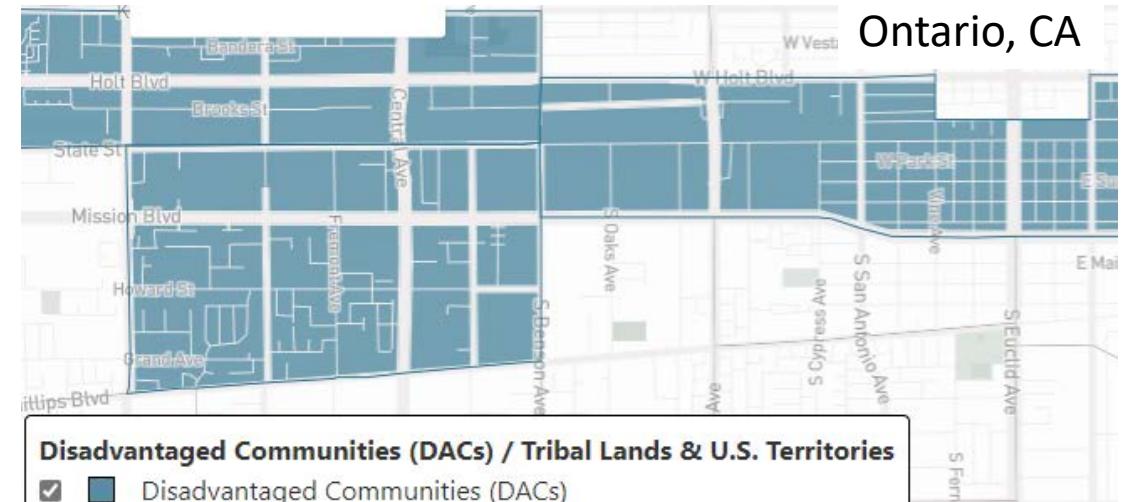 Ontario, CA
K
Bandera St
W Vest
Holt Blvd
W Holt Blvd
Brooks St
Central Ave
State St
W Park St
E Su
Mission Blvd
Fremont Ave
S Oaks Ave
Vine Ave
E Mai
Howard St
S San Antonio Ave
S Cypress Ave
S Benson Ave
S Euclid Ave
Grand Ave
illips Blvd
Ave
S Fern
Disadvantaged Communities (DACs) / Tribal Lands & U.S. Territories
Disadvantaged Communities (DACs)